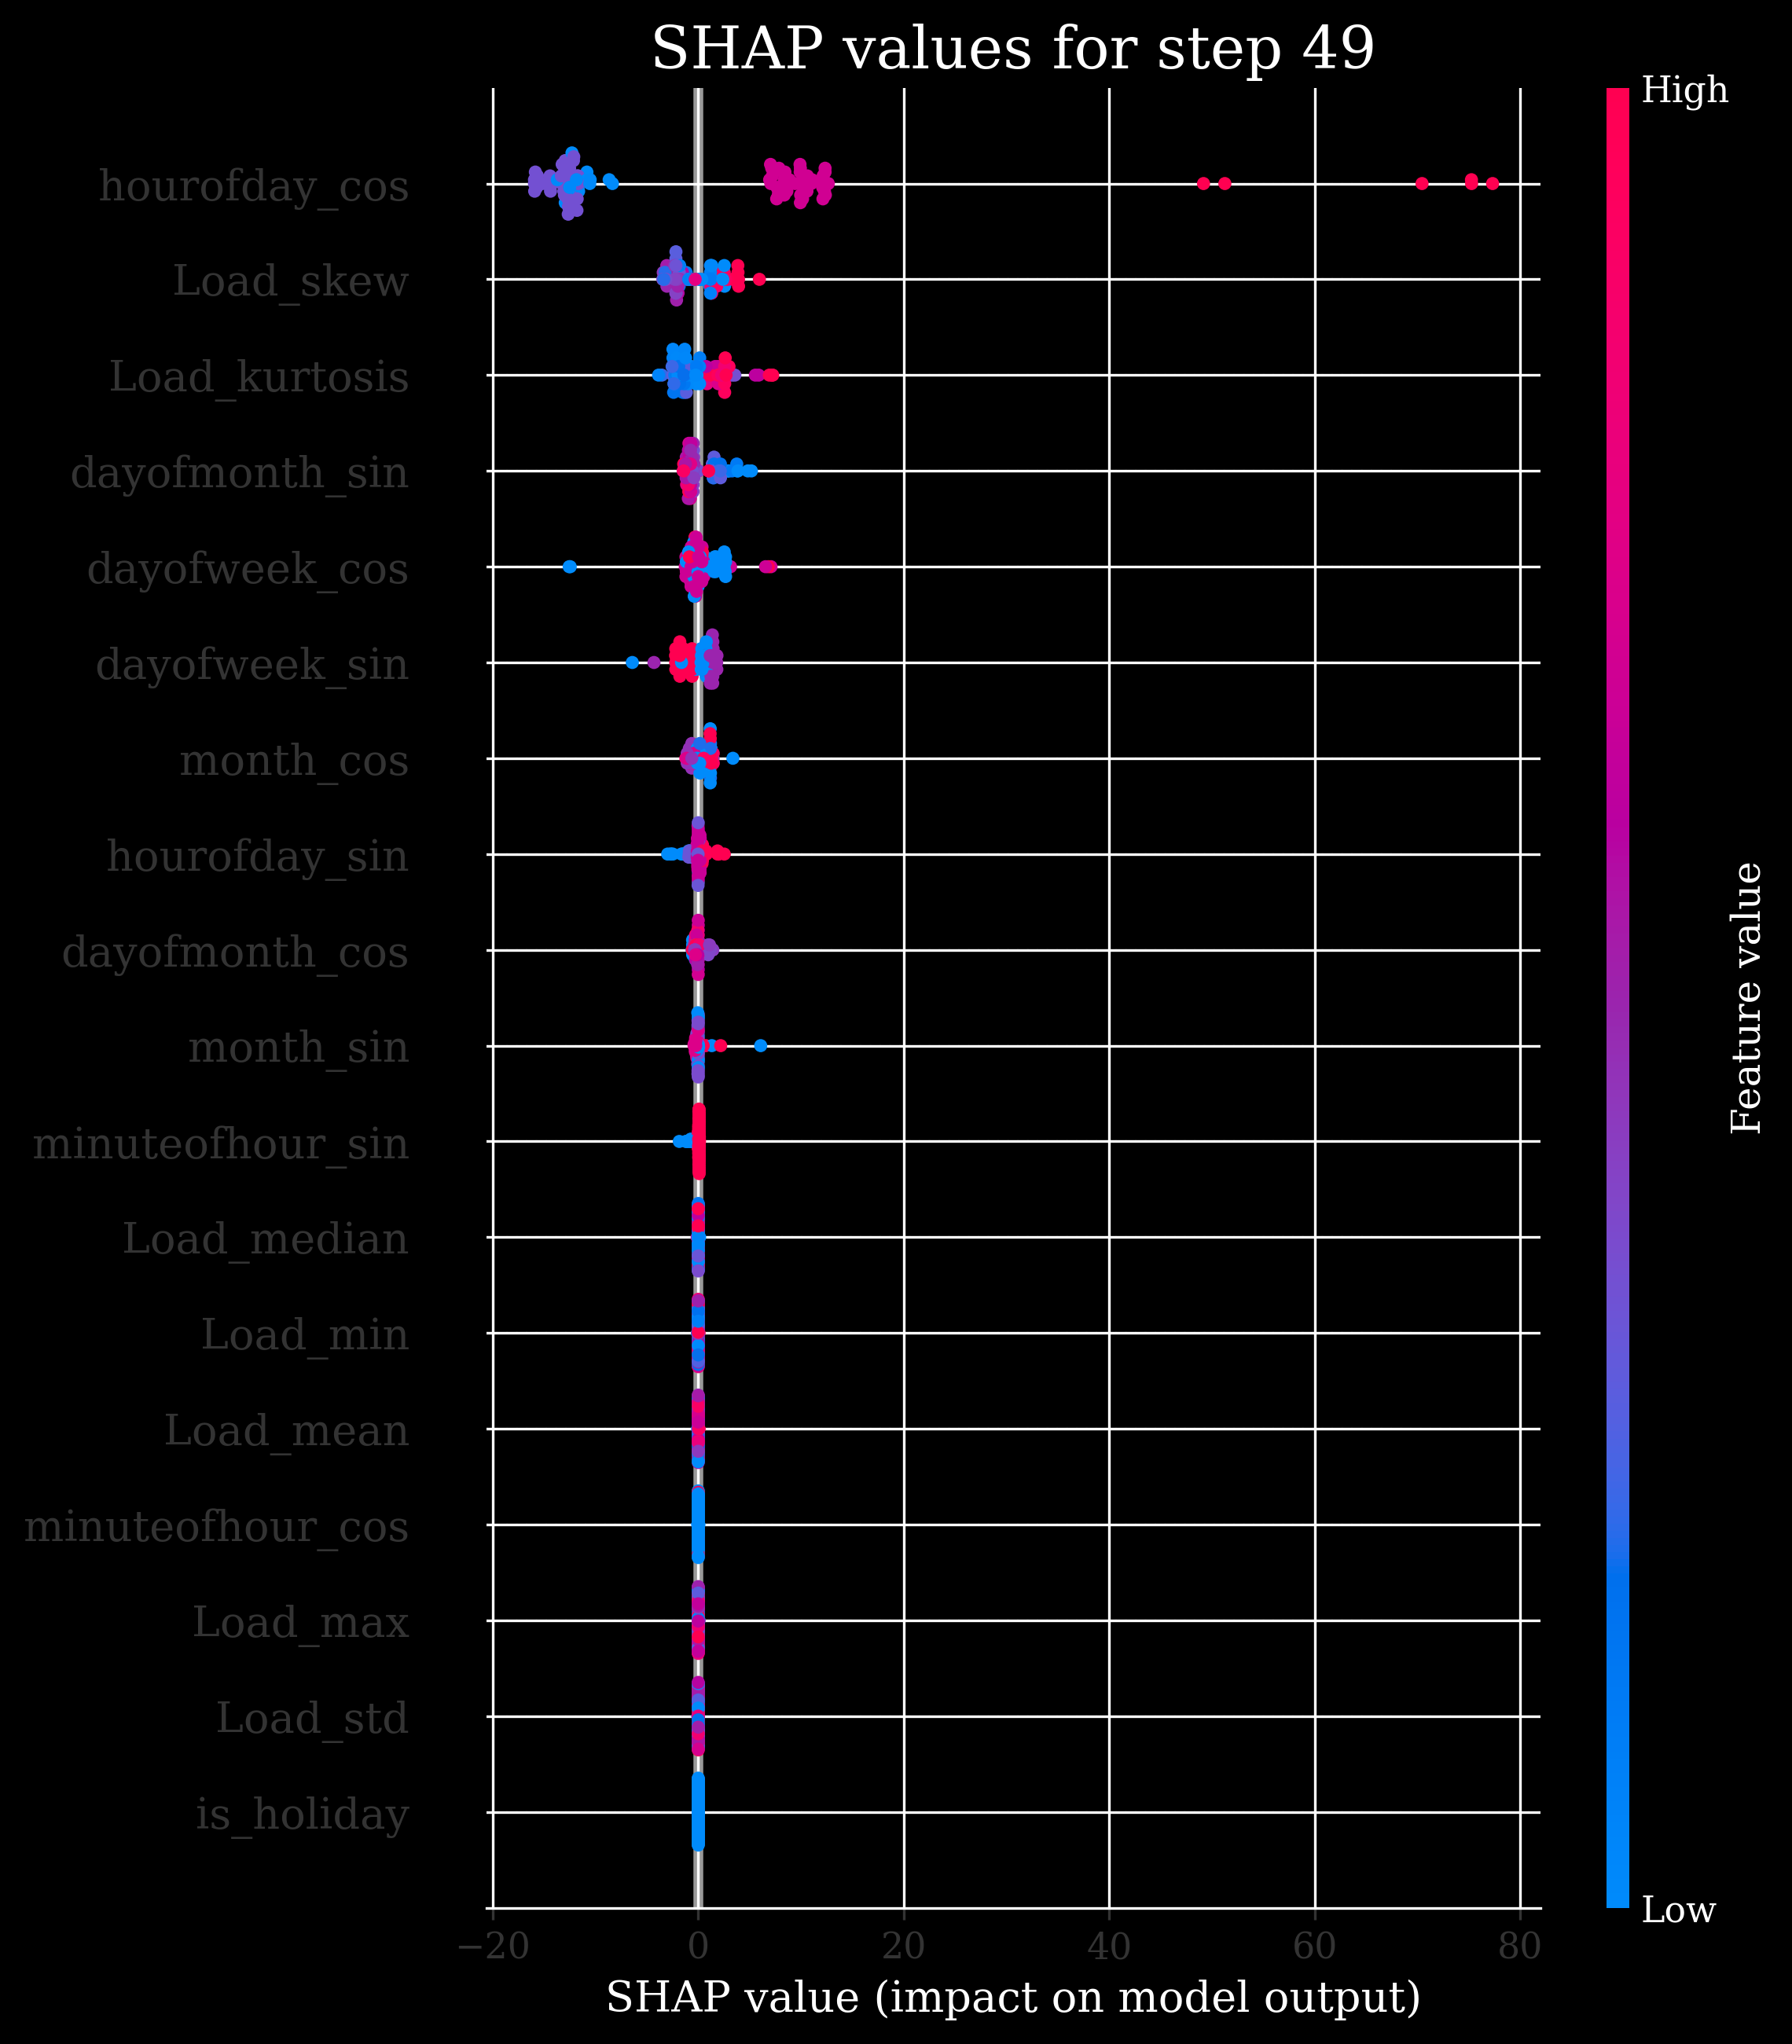 SHAP values for step 49
High
hourofday_cos
Load_skew
Load_kurtosis
dayofmonth_sin
dayofweek_cos
dayofweek_sin
month_cos
hourofday_sin
dayofmonth_cos
month_sin
minuteofhour_sin
Load_median
Load_min
Load_mean
minuteofhour_cos
Load_max
Load_std
is_holiday
Feature value
Low
−20 0 20 40 60 80
SHAP value (impact on model output)